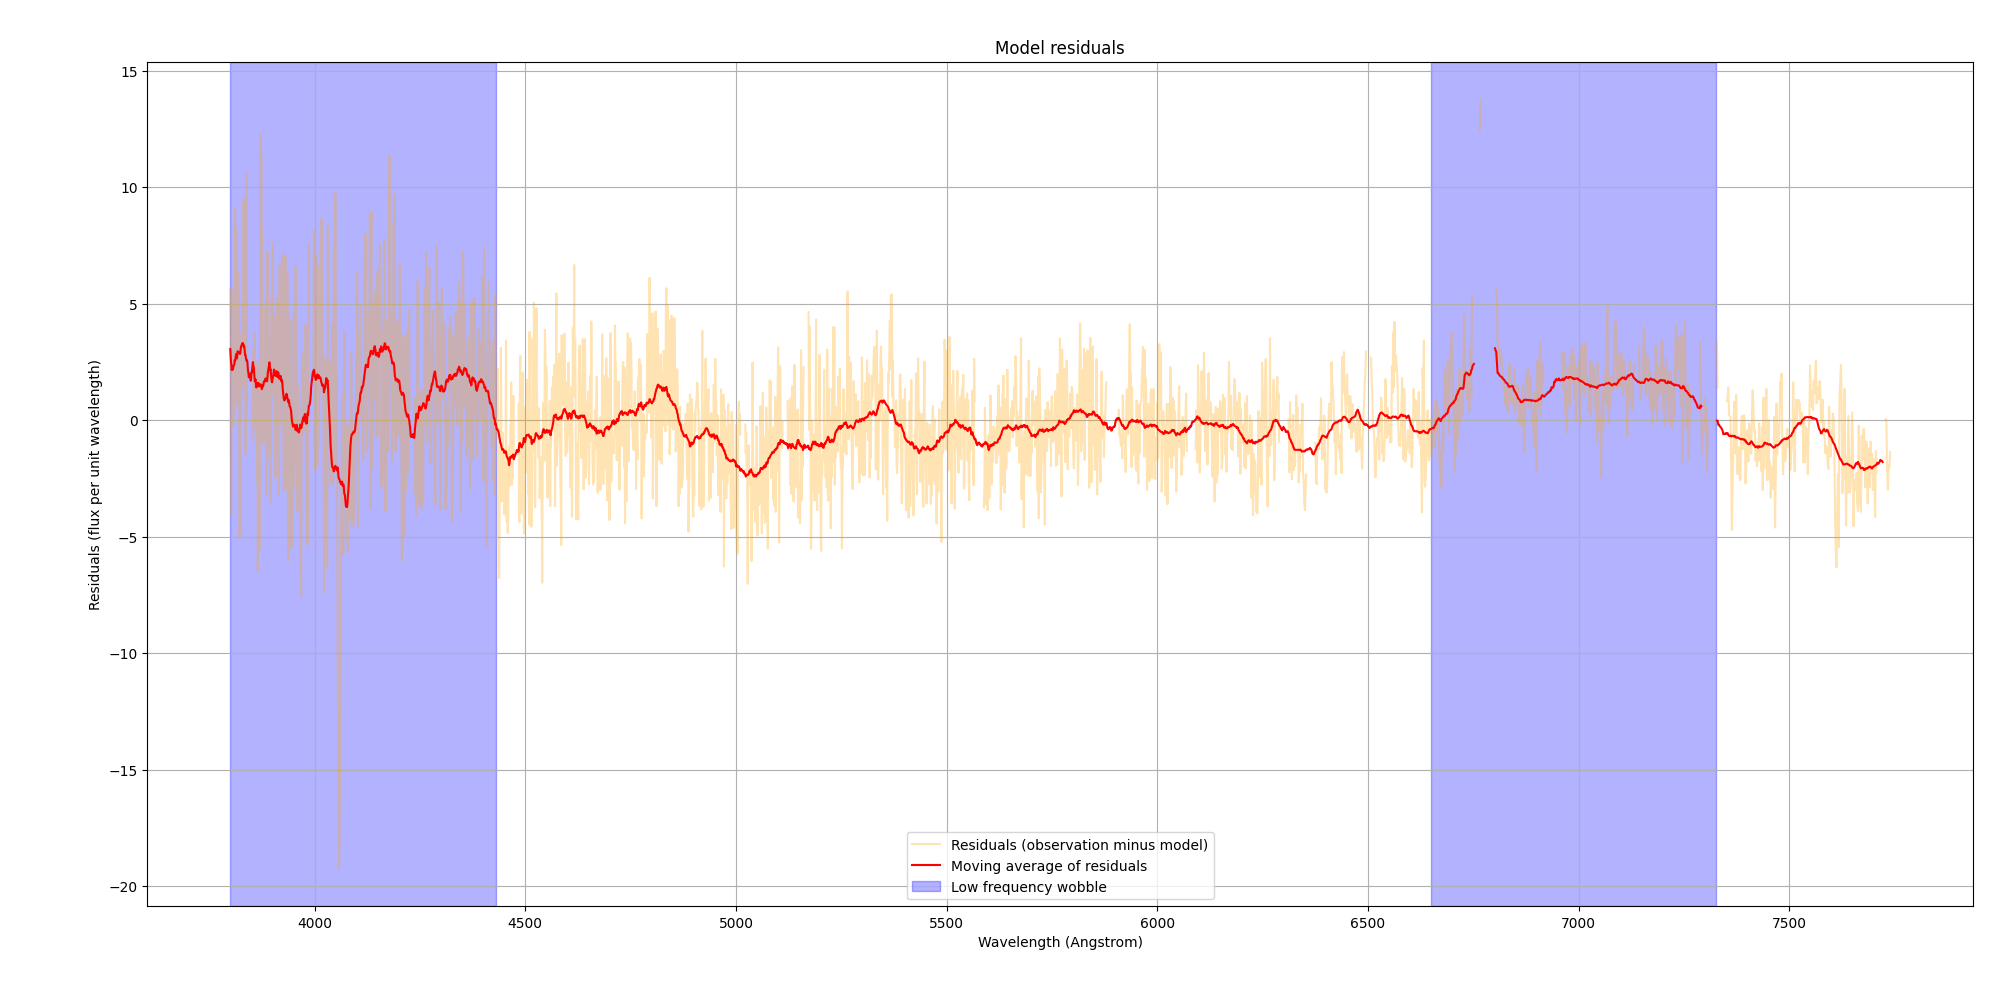 Model residuals
15
10
5
0
−5
−10
−15
−20
Residuals (flux per unit wavelength)
Residuals (observation minus model)
Moving average of residuals
Low frequency wobble
4000 4500 5000 5500 6000 6500 7000 7500
Wavelength (Angstrom)